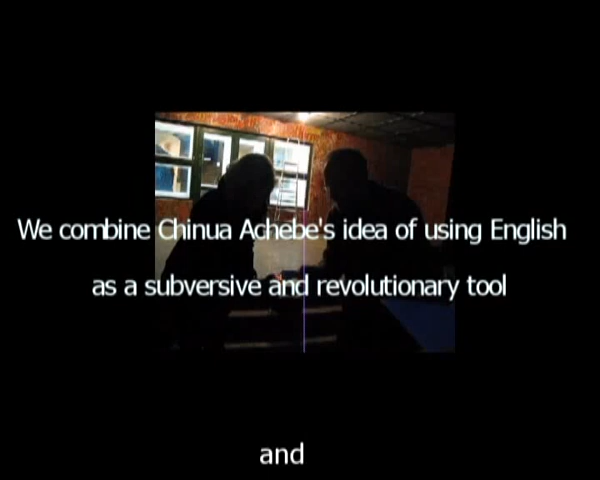 We combine Chinua Achebe's idea of using English
as a subversive and revolutionary tool
and